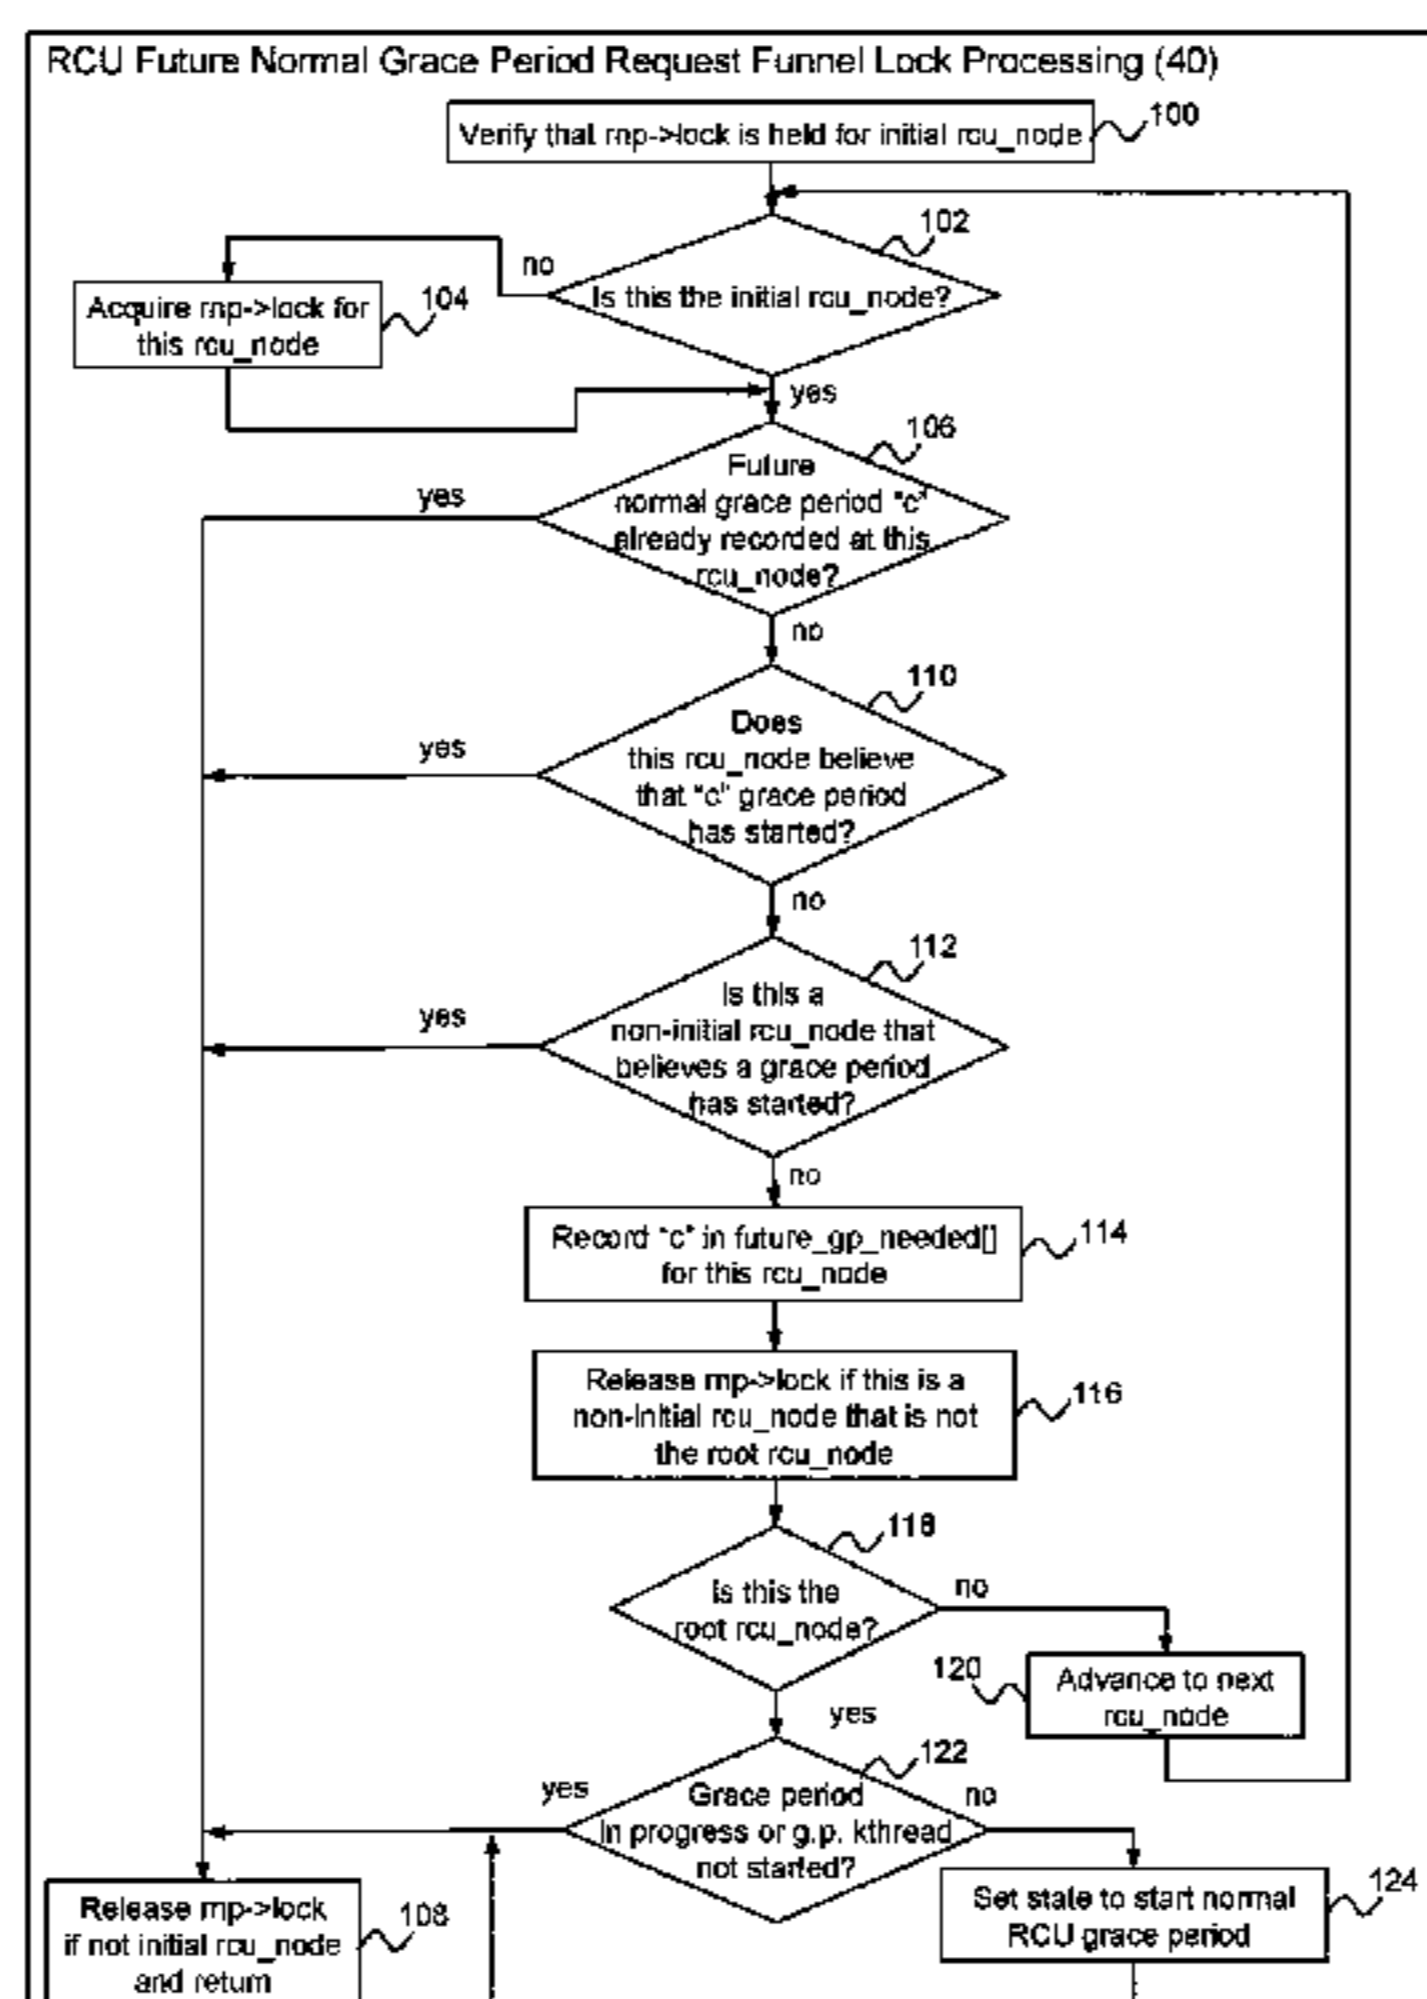 RCU Future Normal Grace Period Request Funnel Lock Processing (40)
Verify that rnp->lock is held for initial rcu_node
100
102
no
Is this the initial rcu_node?
Acquire rnp->lock for
this rcu_node
104
yes
106
Future
normal grace period "c"
already recorded at this
rcu_node?
yes
no
110
Does
this rcu_node believe
that "c" grace period
has started?
yes
no
112
Is this a
non-initial rcu_node that
believes a grace period
has started?
yes
no
Record "c" in future_gp_needed[]
for this rcu_node
114
Release rnp->lock if this is a
non-initial rcu_node that is not
the root rcu_node
116
118
Is this the
root rcu_node?
no
120
Advance to next
rcu_node
yes
122
Grace period
in progress or g.p. kthread
not started?
yes
no
Release rnp->lock
if not initial rcu_node
and return
108
Set state to start normal
RCU grace period
124